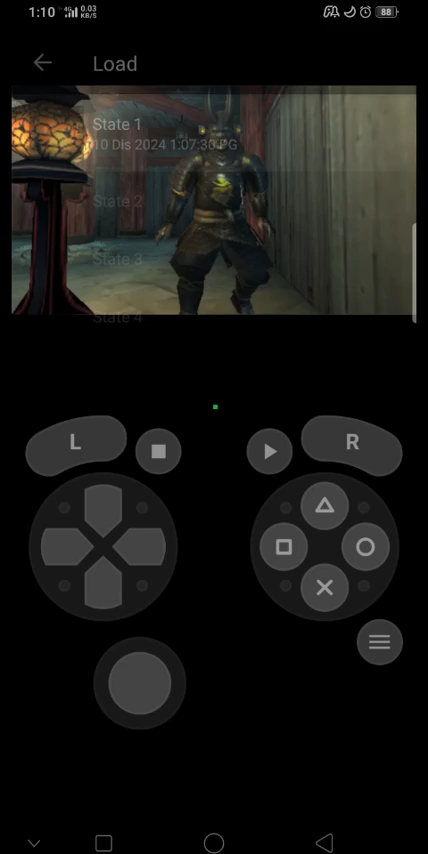 1:10 4G 0.03 KB/S 88
Load
State 1
10 Dis 2024 1:07:30 PG
State 2
State 3
State 4
L R